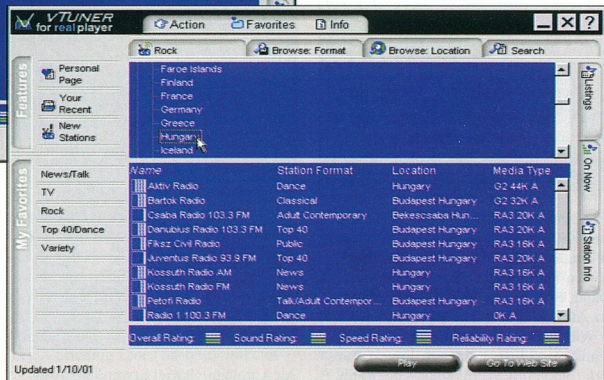 vTUNER
for real player
Action
Favorites
Info
Rock
Browse: Format
Browse: Location
Search
Features
Personal
Page
Your
Recent
New
Stations
Faroe Islands
Finland
France
Germany
Greece
Hungary
Iceland
Listings
On Now
Station Info
My Favorites
News/Talk
TV
Rock
Top 40/Dance
Variety
Name Station Format Location Media Type
Aktiv Radio Dance Hungary G2 44K A
Bartok Radio Classical Budapest Hungary G2 32K A
Csaba Radio 103.3 FM Adult Contemporary Bekescsaba Hun... RA3 20K A
Danubius Radio 103.3 FM Top 40 Budapest Hungary RA3 20K A
Fiksz Civil Radio Public Budapest Hungary RA3 16K A
Juventus Radio 93.9 FM Top 40 Budapest Hungary RA3 20K A
Kossuth Radio AM News Hungary RA3 16K A
Kossuth Radio FM News Hungary RA3 16K A
Petofi Radio Talk/Adult Contempor... Budapest Hungary RA3 16K A
Radio 1 100.3 FM Dance Hungary 0K A
Overall Rating: Sound Rating: Speed Rating: Reliability Rating:
Updated 1/10/01
Play
Go To Web Site